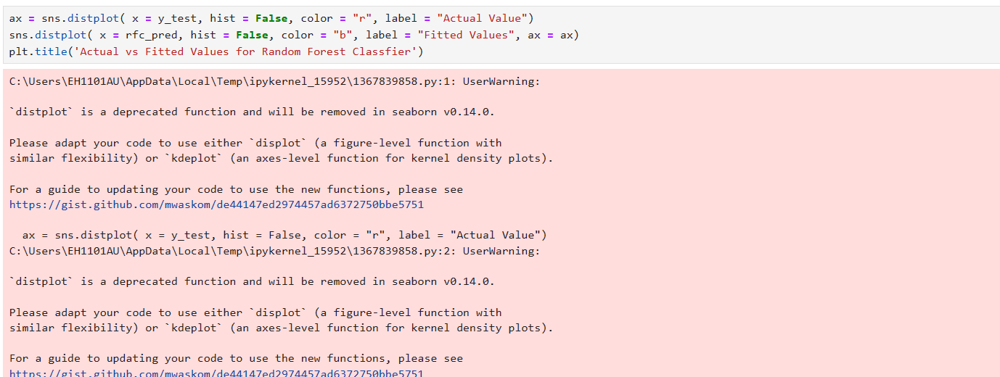 ax = sns.distplot( x = y_test, hist = False, color = "r", label = "Actual Value")
sns.distplot( x = rfc_pred, hist = False, color = "b", label = "Fitted Values", ax = ax)
plt.title('Actual vs Fitted Values for Random Forest Classfier')
C:\Users\EH1101AU\AppData\Local\Temp\ipykernel_15952\1367839858.py:1: UserWarning:
`distplot` is a deprecated function and will be removed in seaborn v0.14.0.
Please adapt your code to use either `displot` (a figure-level function with
similar flexibility) or `kdeplot` (an axes-level function for kernel density plots).
For a guide to updating your code to use the new functions, please see
https://gist.github.com/mwaskom/de44147ed2974457ad6372750bbe5751
ax = sns.distplot( x = y_test, hist = False, color = "r", label = "Actual Value")
C:\Users\EH1101AU\AppData\Local\Temp\ipykernel_15952\1367839858.py:2: UserWarning:
`distplot` is a deprecated function and will be removed in seaborn v0.14.0.
Please adapt your code to use either `displot` (a figure-level function with
similar flexibility) or `kdeplot` (an axes-level function for kernel density plots).
For a guide to updating your code to use the new functions, please see
https://gist.github.com/mwaskom/de44147ed2974457ad6372750bbe5751